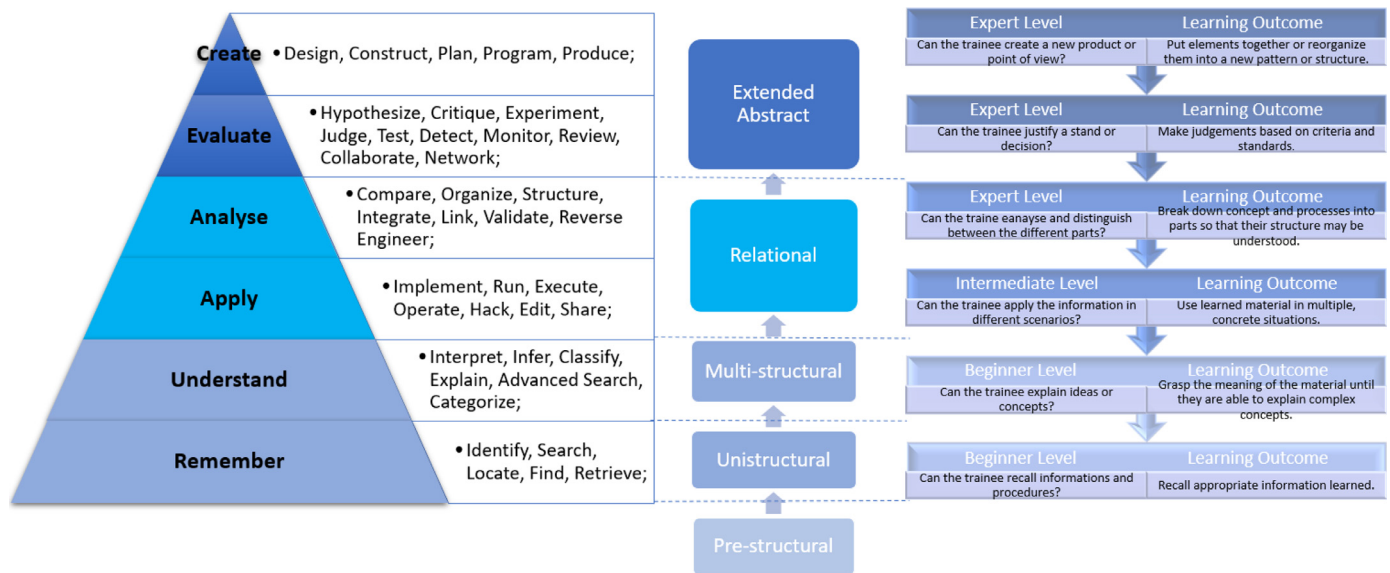 Create
• Design, Construct, Plan, Program, Produce;
Evaluate
• Hypothesize, Critique, Experiment,
Judge, Test, Detect, Monitor, Review,
Collaborate, Network;
Analyse
• Compare, Organize, Structure,
Integrate, Link, Validate, Reverse
Engineer;
Apply
• Implement, Run, Execute,
Operate, Hack, Edit, Share;
Understand
• Interpret, Infer, Classify,
Explain, Advanced Search,
Categorize;
Remember
• Identify, Search,
Locate, Find, Retrieve;
Extended
Abstract
Relational
Multi-structural
Unistructural
Pre-structural
Expert Level
Learning Outcome
Can the trainee create a new product or
point of view?
Put elements together or reorganize
them into a new pattern or structure.
Expert Level
Learning Outcome
Can the trainee justify a stand or
decision?
Make judgements based on criteria and
standards.
Expert Level
Learning Outcome
Can the traine eanayse and distinguish
between the different parts?
Break down concept and processes into
parts so that their structure may be
understood.
Intermediate Level
Learning Outcome
Can the trainee apply the information in
different scenarios?
Use learned material in multiple,
concrete situations.
Beginner Level
Learning Outcome
Can the trainee explain ideas or
concepts?
Grasp the meaning of the material until
they are able to explain complex
concepts.
Beginner Level
Learning Outcome
Can the trainee recall informations and
procedures?
Recall appropriate information learned.